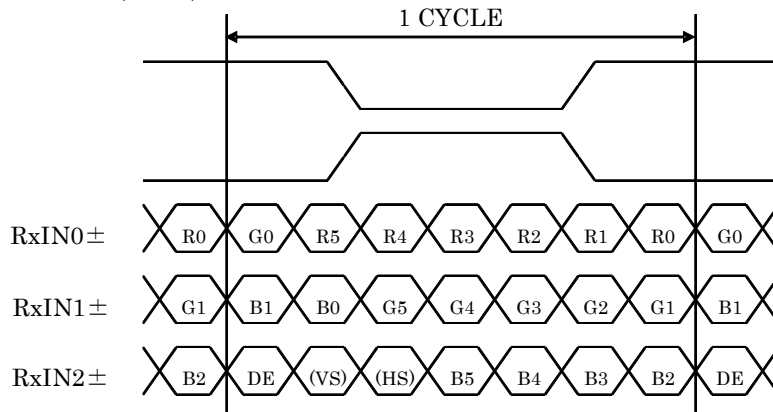 1 CYCLE
RxIN0± R0 G0 R5 R4 R3 R2 R1 R0 G0
RxIN1± G1 B1 B0 G5 G4 G3 G2 G1 B1
RxIN2± B2 DE (VS) (HS) B5 B4 B3 B2 DE